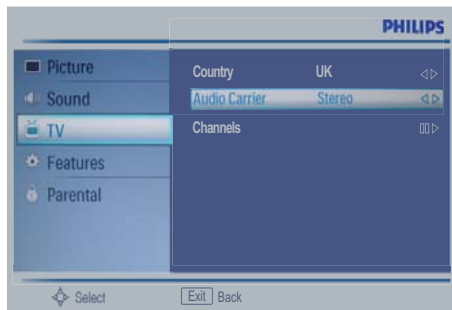 PHILIPS
Picture
Sound
TV
Features
Parental
Country UK
Audio Carrier Stereo
Channels
Select
Exit Back